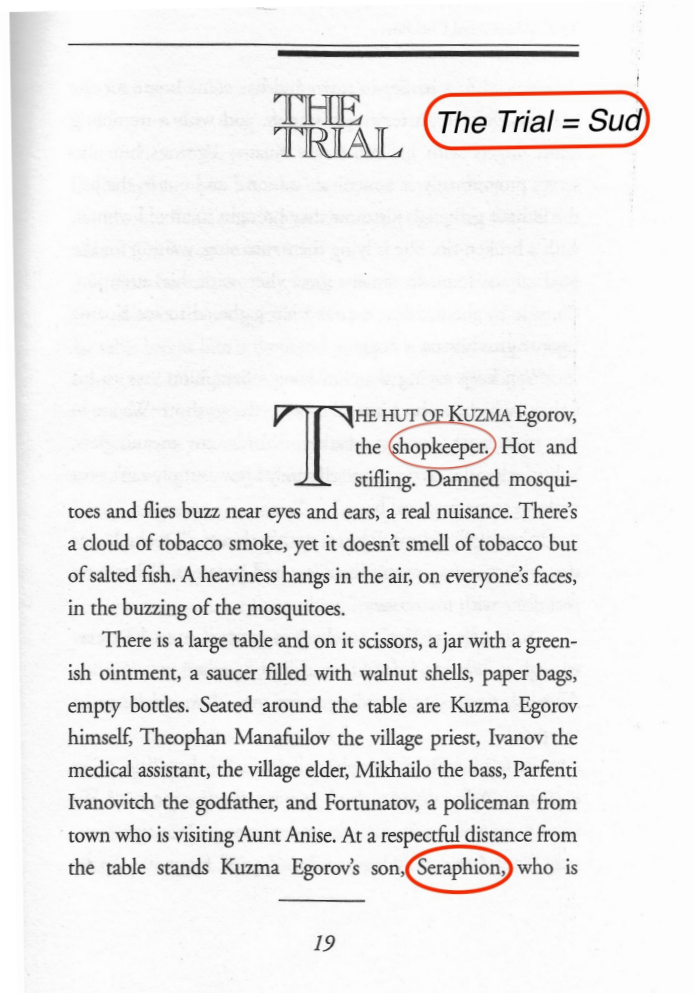 THE
TRIAL
The Trial = Sud
THE HUT OF KUZMA Egorov,
the shopkeeper. Hot and
stifling. Damned mosqui-
toes and flies buzz near eyes and ears, a real nuisance. There's
a cloud of tobacco smoke, yet it doesn't smell of tobacco but
of salted fish. A heaviness hangs in the air, on everyone's faces,
in the buzzing of the mosquitoes.
There is a large table and on it scissors, a jar with a green-
ish ointment, a saucer filled with walnut shells, paper bags,
empty bottles. Seated around the table are Kuzma Egorov
himself, Theophan Manafuilov the village priest, Ivanov the
medical assistant, the village elder, Mikhailo the bass, Parfenti
Ivanovitch the godfather, and Fortunatov, a policeman from
town who is visiting Aunt Anise. At a respectful distance from
the table stands Kuzma Egorov's son, Seraphion, who is
19